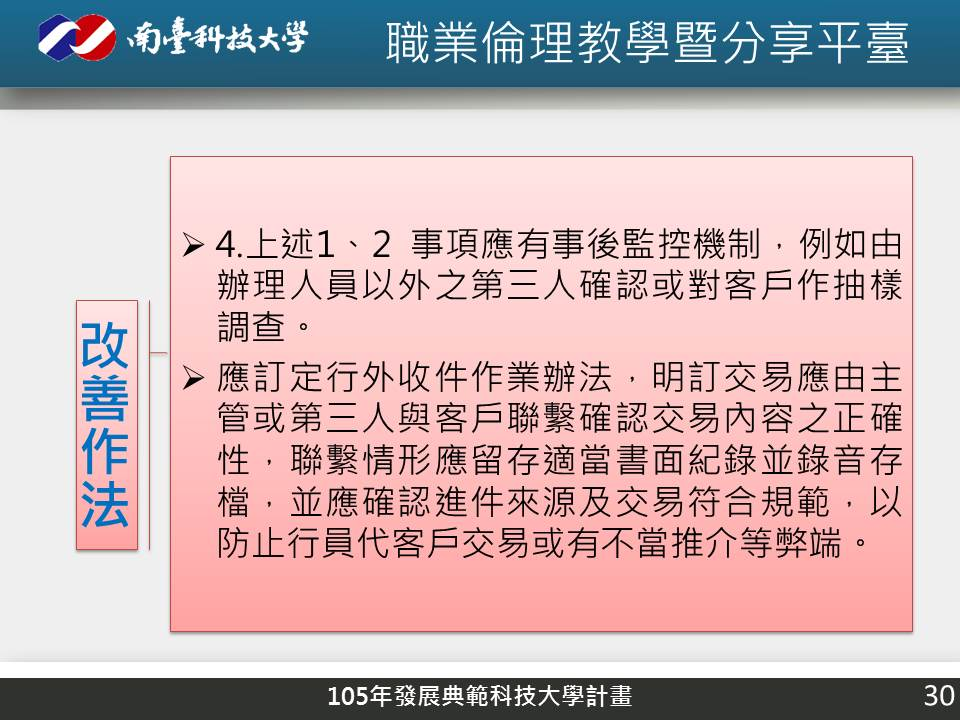 南臺科技大學
職業倫理教學暨分享平臺
改善作法
➢ 4.上述1、2 事項應有事後監控機制，例如由
辦理人員以外之第三人確認或對客戶作抽樣
調查。
➢ 應訂定行外收件作業辦法，明訂交易應由主
管或第三人與客戶聯繫確認交易內容之正確
性，聯繫情形應留存適當書面紀錄並錄音存
檔，並應確認進件來源及交易符合規範，以
防止行員代客戶交易或有不當推介等弊端。
105年發展典範科技大學計畫
30